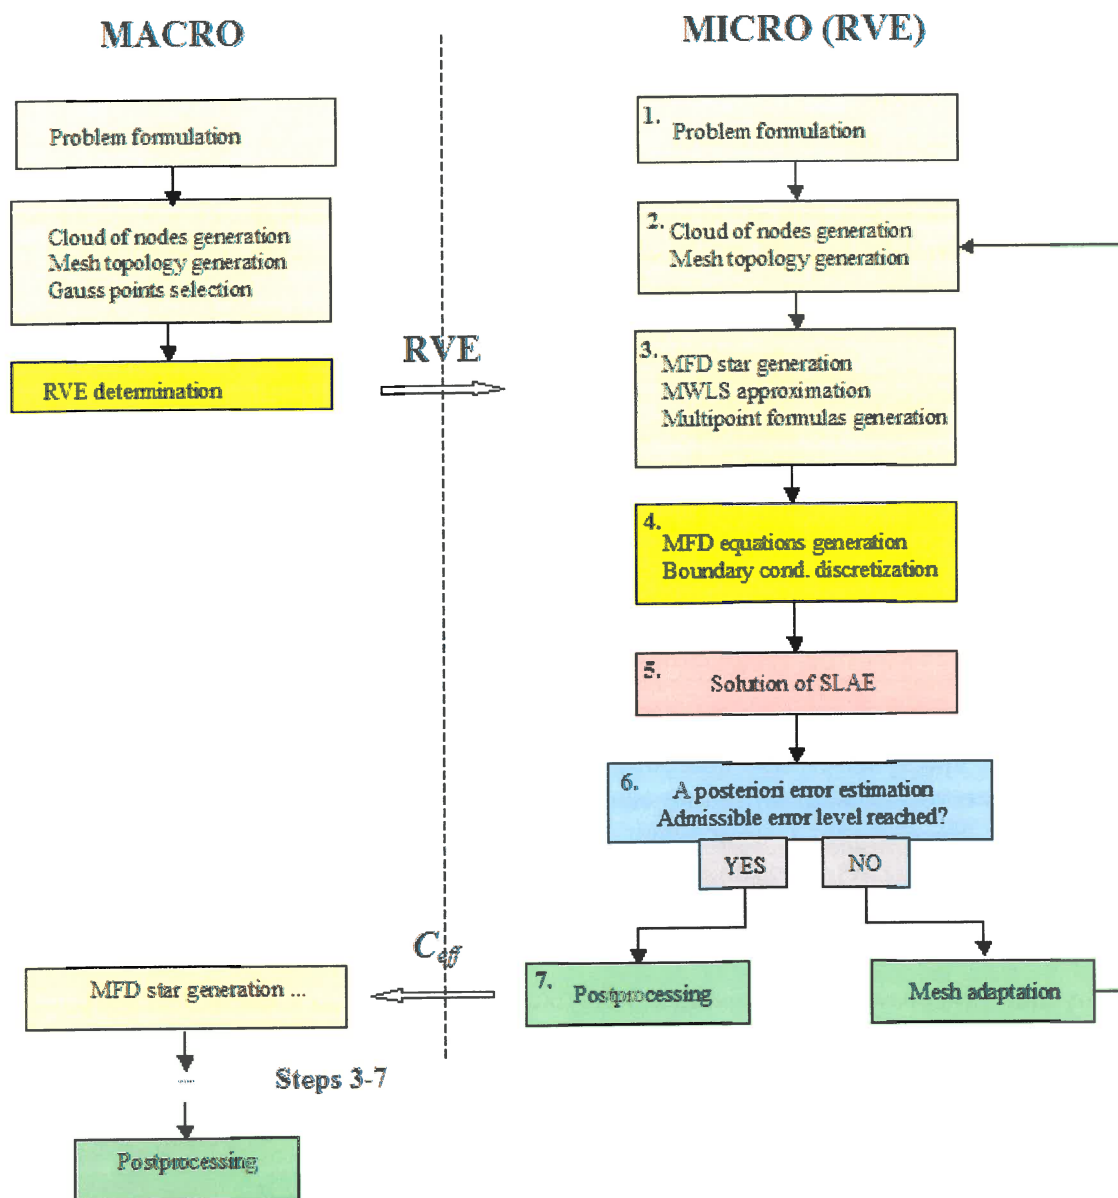 MACRO
Problem formulation
Cloud of nodes generation
Mesh topology generation
Gauss points selection
RVE determination
RVE
MICRO (RVE)
1.
Problem formulation
2.
Cloud of nodes generation
Mesh topology generation
3.
MFD star generation
MWLS approximation
Multipoint formulas generation
4.
MFD equations generation
Boundary cond. discretization
5.
Solution of SLAE
6.
A posteriori error estimation
Admissible error level reached?
YES
NO
7.
Postprocessing
Mesh adaptation
Ceff
MFD star generation ...
...
Steps 3-7
Postprocessing